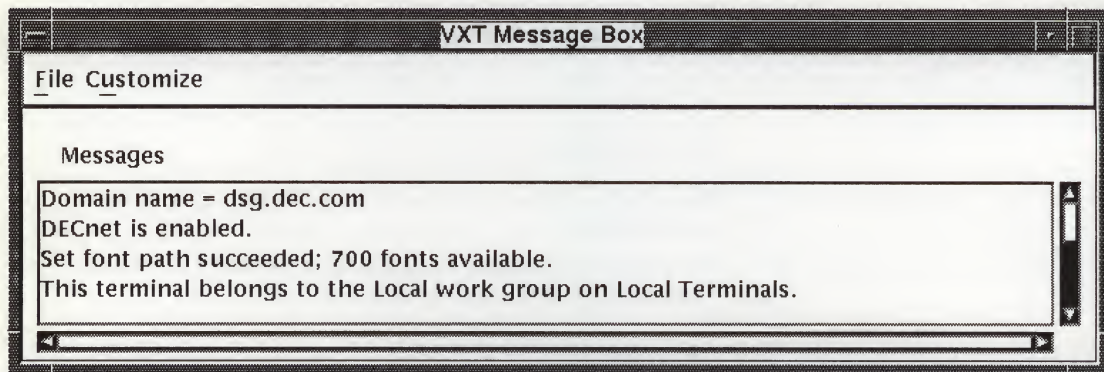 VXT Message Box
File Customize
Messages
Domain name = dsg.dec.com
DECnet is enabled.
Set font path succeeded; 700 fonts available.
This terminal belongs to the Local work group on Local Terminals.